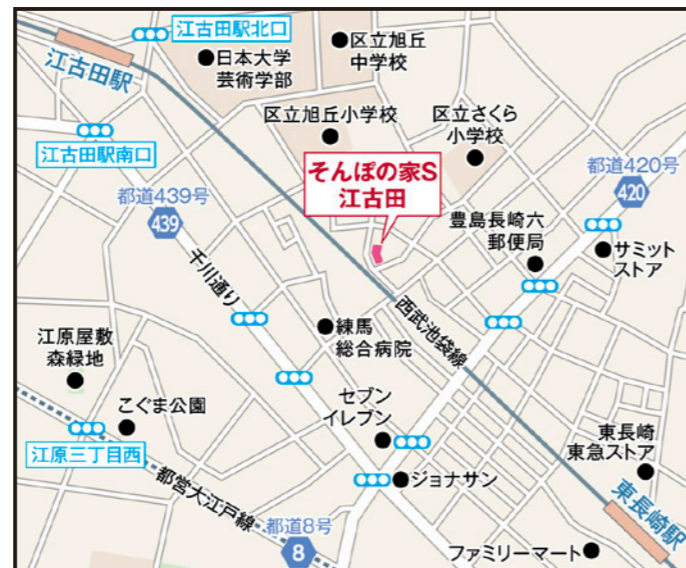 江古田駅北口
江古田駅
日本大学
芸術学部
区立旭丘
中学校
区立旭丘小学校
区立さくら
小学校
江古田駅南口
都道439号
439
そんぽの家S
江古田
都道420号
420
豊島長崎六
郵便局
サミット
ストア
千川通り
西武池袋線
練馬
総合病院
江原屋敷
森緑地
こぐま公園
セブン
イレブン
江原三丁目西
都営大江戸線
ジョナサン
東長崎
東急ストア
都道8号
8
東長崎駅
ファミリーマート